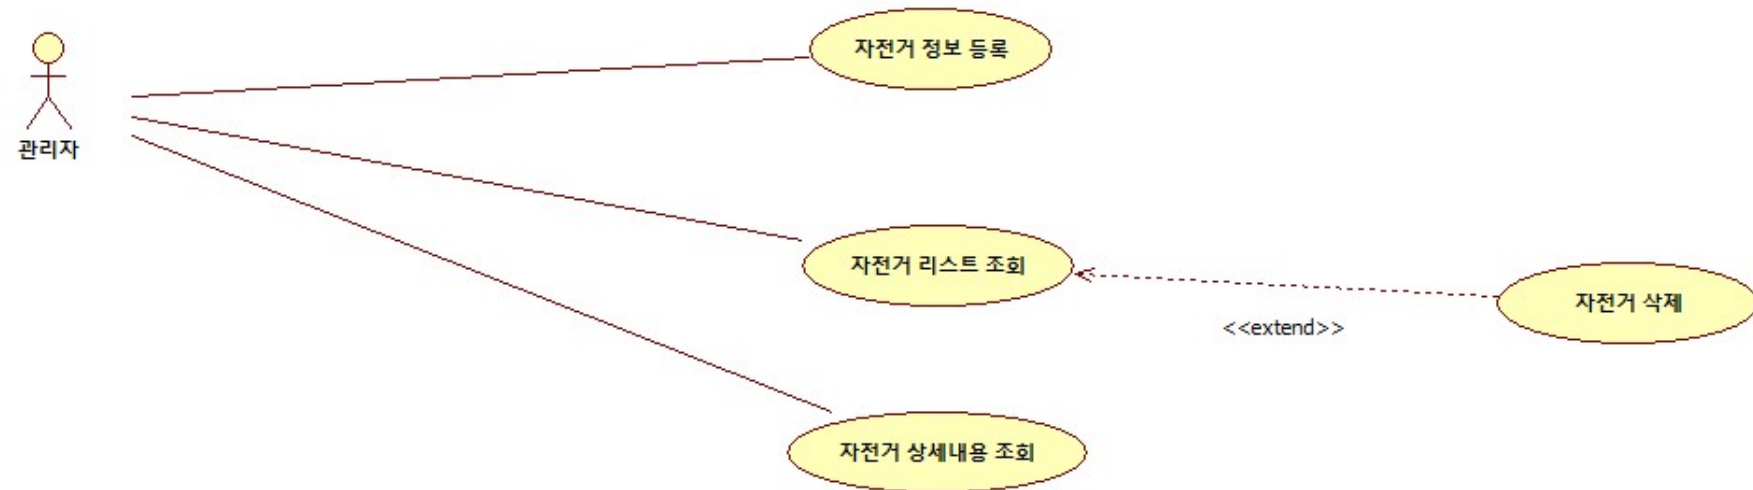 자전거 정보 등록
관리자
자전거 리스트 조회
자전거 삭제
<<extend>>
자전거 상세내용 조회